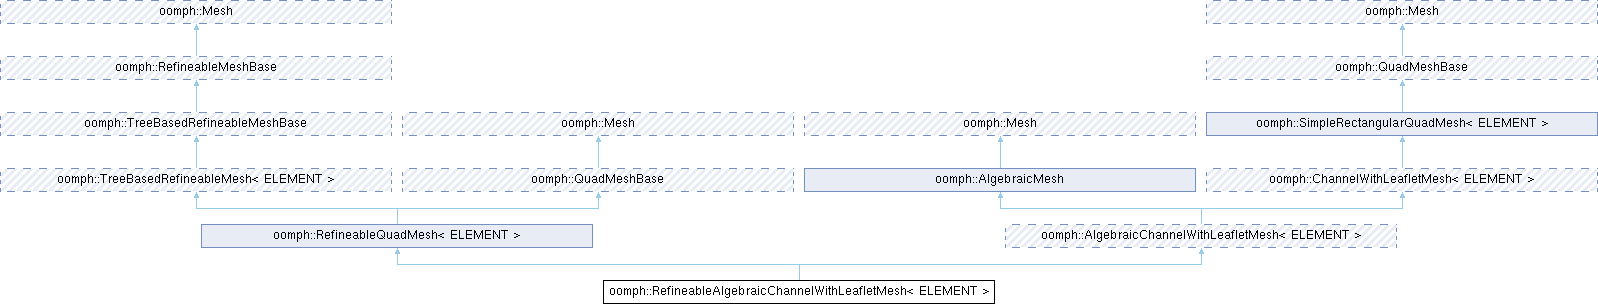 oomph::Mesh
oomph::Mesh
oomph::RefineableMeshBase
oomph::QuadMeshBase
oomph::TreeBasedRefineableMeshBase
oomph::Mesh
oomph::Mesh
oomph::SimpleRectangularQuadMesh< ELEMENT >
oomph::TreeBasedRefineableMesh< ELEMENT >
oomph::QuadMeshBase
oomph::AlgebraicMesh
oomph::ChannelWithLeafletMesh< ELEMENT >
oomph::RefineableQuadMesh< ELEMENT >
oomph::AlgebraicChannelWithLeafletMesh< ELEMENT >
oomph::RefineableAlgebraicChannelWithLeafletMesh< ELEMENT >